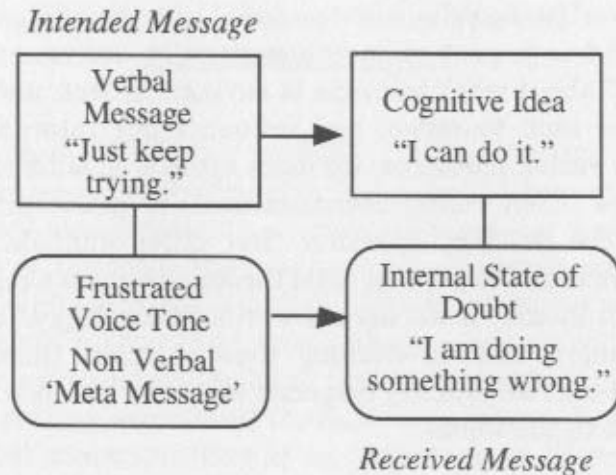 Intended Message
Verbal
Message
“Just keep
trying.”
Cognitive Idea
“I can do it.”
Frustrated
Voice Tone
Non Verbal
‘Meta Message’
Internal State of
Doubt
“I am doing
something wrong.”
Received Message